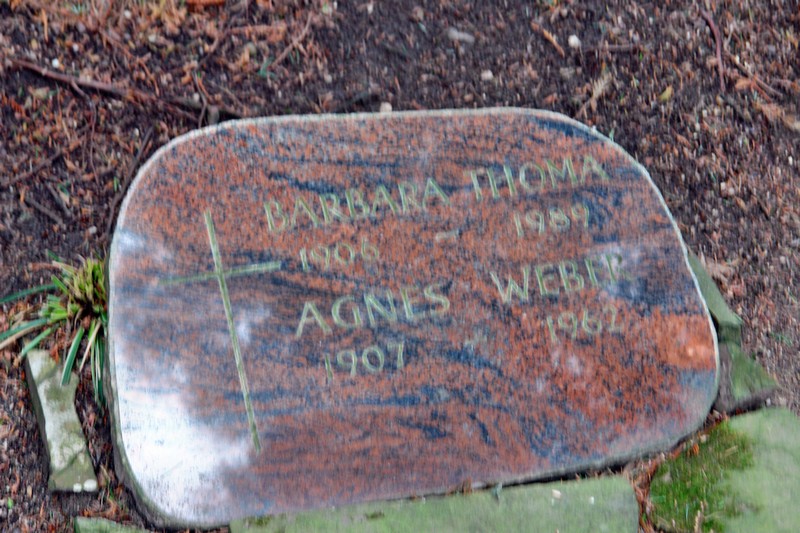 BARBARA THOMA
1906 – 1989
AGNES WEBER
1907 – 1962